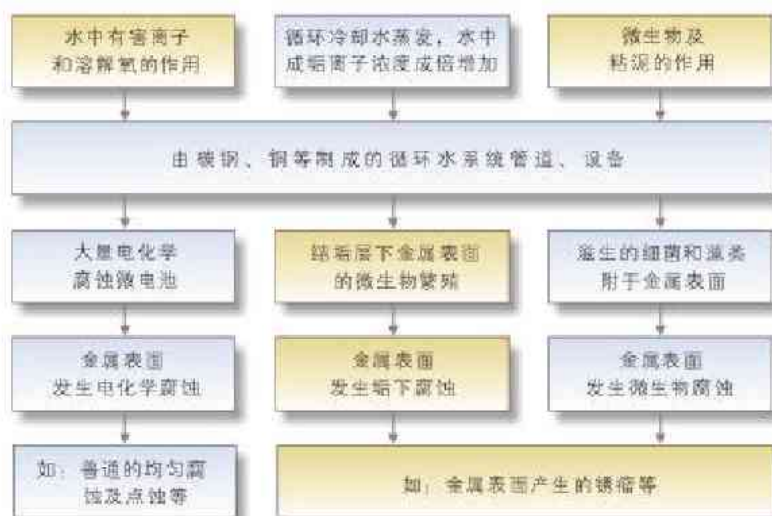 水中有害离子
和溶解氧的作用
循环冷却水蒸发，水中
成垢离子浓度成倍增加
微生物及
粘泥的作用
由碳钢、铜等制成的循环水系统管道、设备
大量电化学
腐蚀微电池
结垢层下金属表面
的微生物繁殖
滋生的细菌和藻类
附于金属表面
金属表面
发生电化学腐蚀
金属表面
发生垢下腐蚀
金属表面
发生微生物腐蚀
如：普通的均匀腐
蚀及点蚀等
如：金属表面产生的锈瘤等